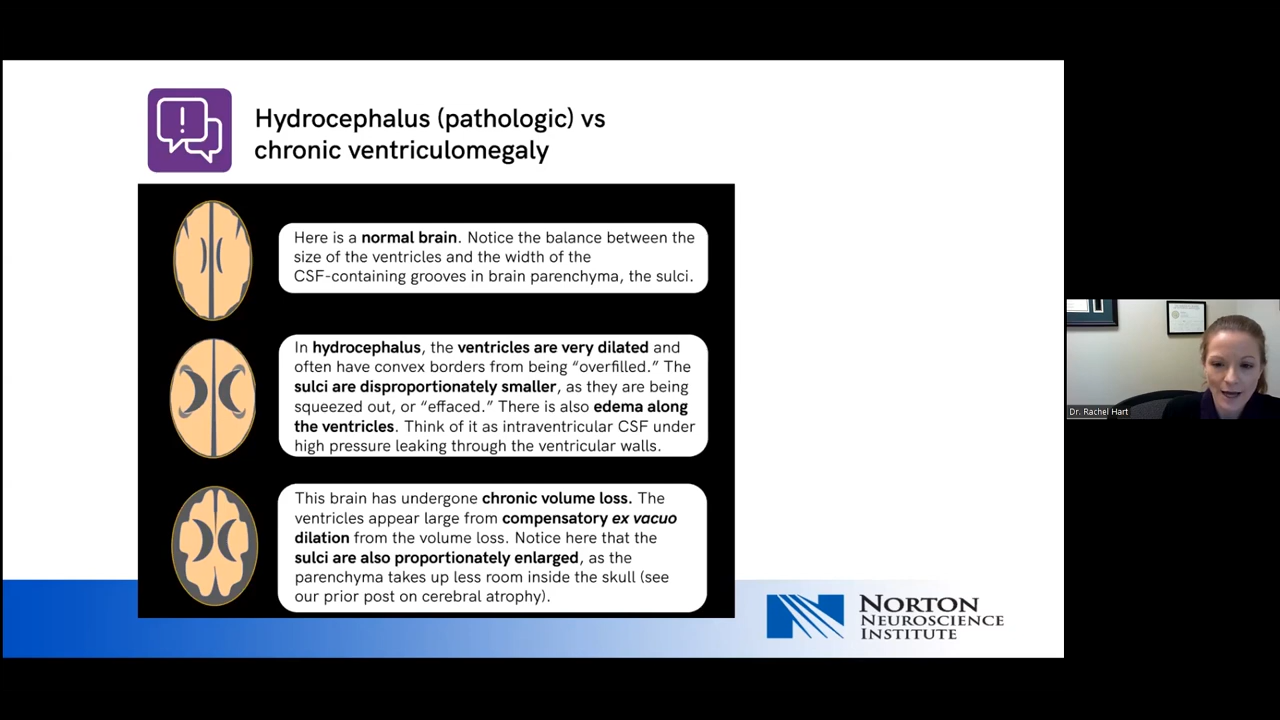 Hydrocephalus (pathologic) vs
chronic ventriculomegaly
Here is a normal brain. Notice the balance between the
size of the ventricles and the width of the
CSF-containing grooves in brain parenchyma, the sulci.
In hydrocephalus, the ventricles are very dilated and
often have convex borders from being “overfilled.” The
sulci are disproportionately smaller, as they are being
squeezed out, or “effaced.” There is also edema along
the ventricles. Think of it as intraventricular CSF under
high pressure leaking through the ventricular walls.
This brain has undergone chronic volume loss. The
ventricles appear large from compensatory ex vacuo
dilation from the volume loss. Notice here that the
sulci are also proportionately enlarged, as the
parenchyma takes up less room inside the skull (see
our prior post on cerebral atrophy).
NORTON
NEUROSCIENCE
INSTITUTE
Dr. Rachel Hart